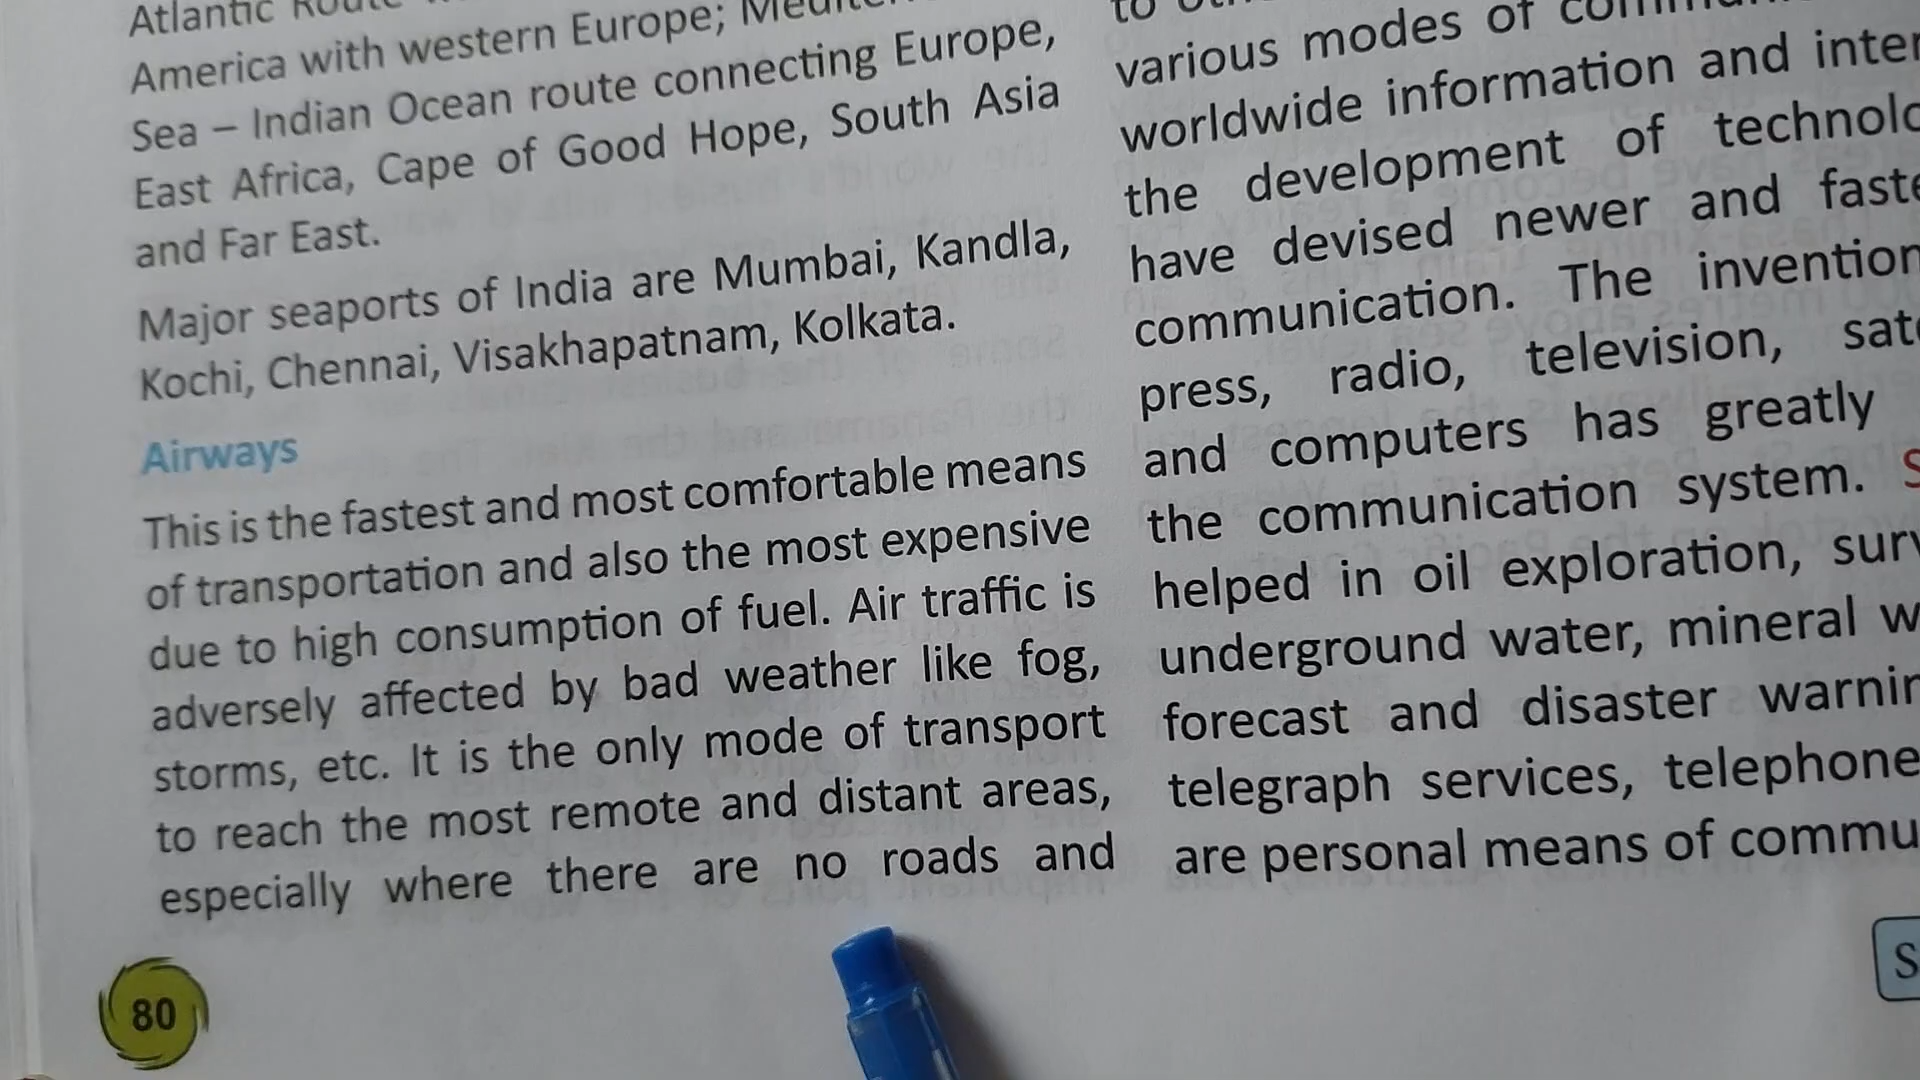 Atlantic
America with western Europe;
Sea – Indian Ocean route connecting Europe,
East Africa, Cape of Good Hope, South Asia
and Far East.
Major seaports of India are Mumbai, Kandla,
Kochi, Chennai, Visakhapatnam, Kolkata.
Airways
This is the fastest and most comfortable means
of transportation and also the most expensive
due to high consumption of fuel. Air traffic is
adversely affected by bad weather like fog,
storms, etc. It is the only mode of transport
to reach the most remote and distant areas,
especially where there are no roads and
80
to
various modes of
worldwide information and
the development of
have devised newer and
communication. The
press, radio, television,
and computers has greatly
the communication system.
helped in oil exploration,
underground water, mineral
forecast and disaster
telegraph services, telephone
are personal means of